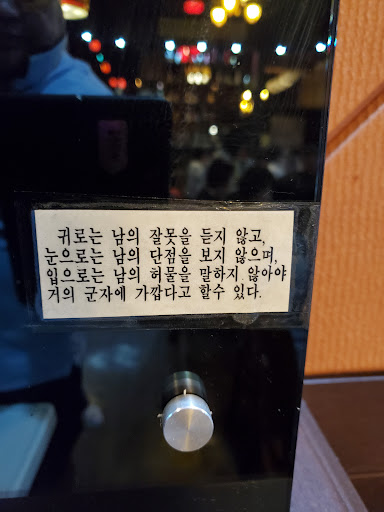 귀로는 남의 잘못을 듣지 않고,
눈으로는 남의 단점을 보지 않으며,
입으로는 남의 허물을 말하지 않아야
거의 군자에 가깝다고 할수 있다.